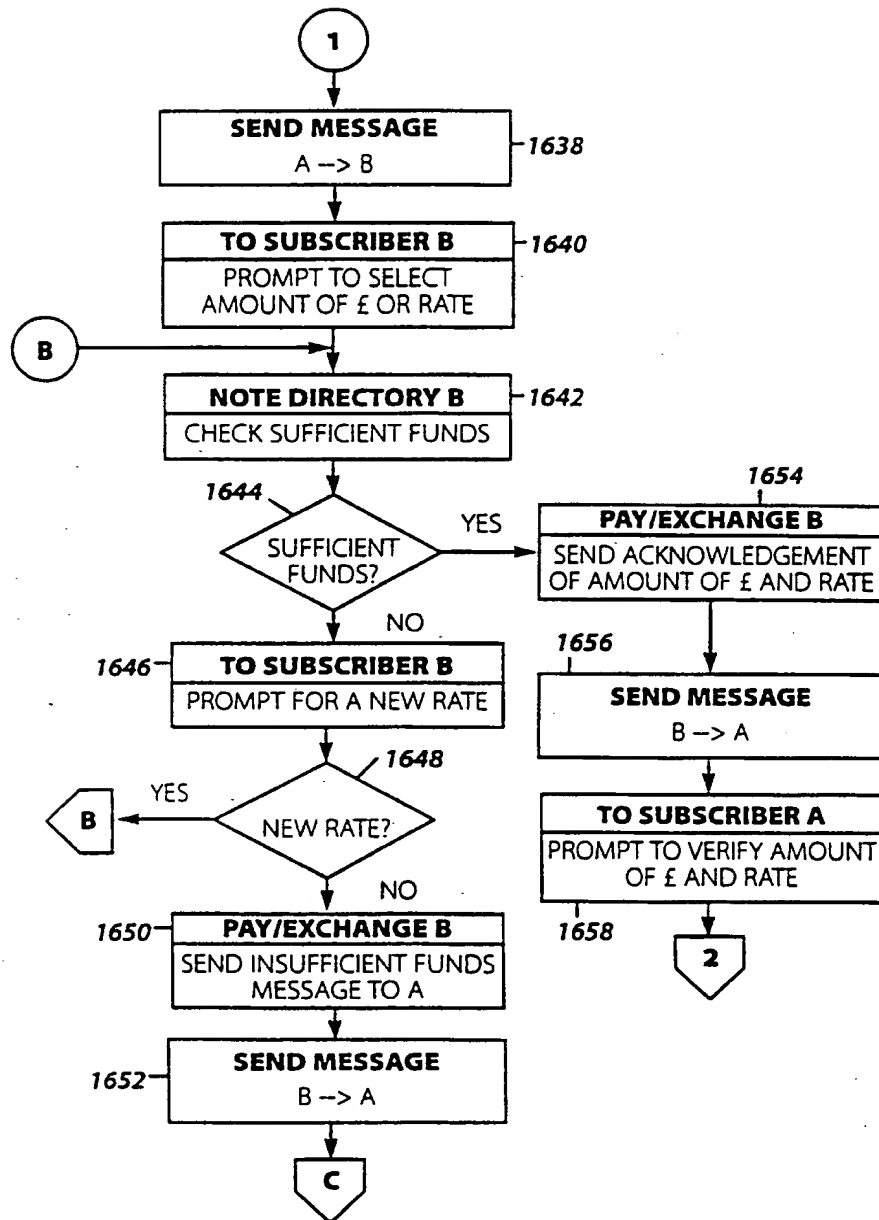 1
SEND MESSAGE
A --> B
1638
TO SUBSCRIBER B
1640
PROMPT TO SELECT
AMOUNT OF £ OR RATE
B
NOTE DIRECTORY B
1642
CHECK SUFFICIENT FUNDS
1644
SUFFICIENT
FUNDS?
YES
NO
1646
TO SUBSCRIBER B
PROMPT FOR A NEW RATE
1648
NEW RATE?
YES
B
NO
1650
PAY/EXCHANGE B
SEND INSUFFICIENT FUNDS
MESSAGE TO A
1652
SEND MESSAGE
B --> A
C
1654
PAY/EXCHANGE B
SEND ACKNOWLEDGEMENT
OF AMOUNT OF £ AND RATE
1656
SEND MESSAGE
B --> A
TO SUBSCRIBER A
PROMPT TO VERIFY AMOUNT
OF £ AND RATE
1658
2